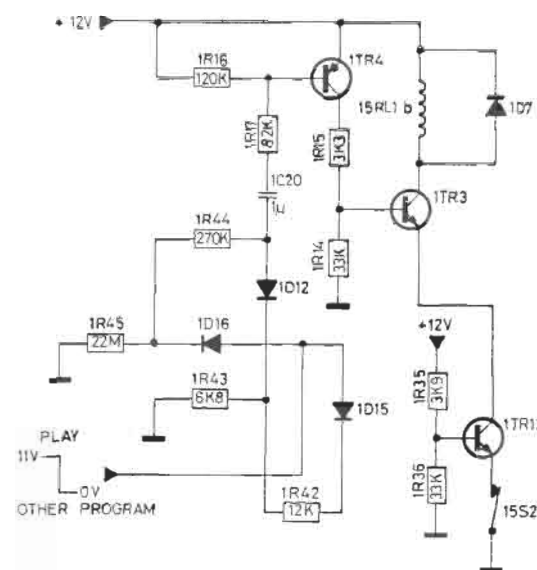 + 12V
1R16
120K
1TR4
1R17
82K
15RL1 b
1D7
1R15
3K3
1C20
1µ
1TR3
1R44
270K
1R14
33K
1D12
1R45
22M
1D16
+12V
1R43
6K8
1D15
1R35
3K9
PLAY
11V
0V
OTHER PROGRAM
1R42
12K
1R36
33K
15S2